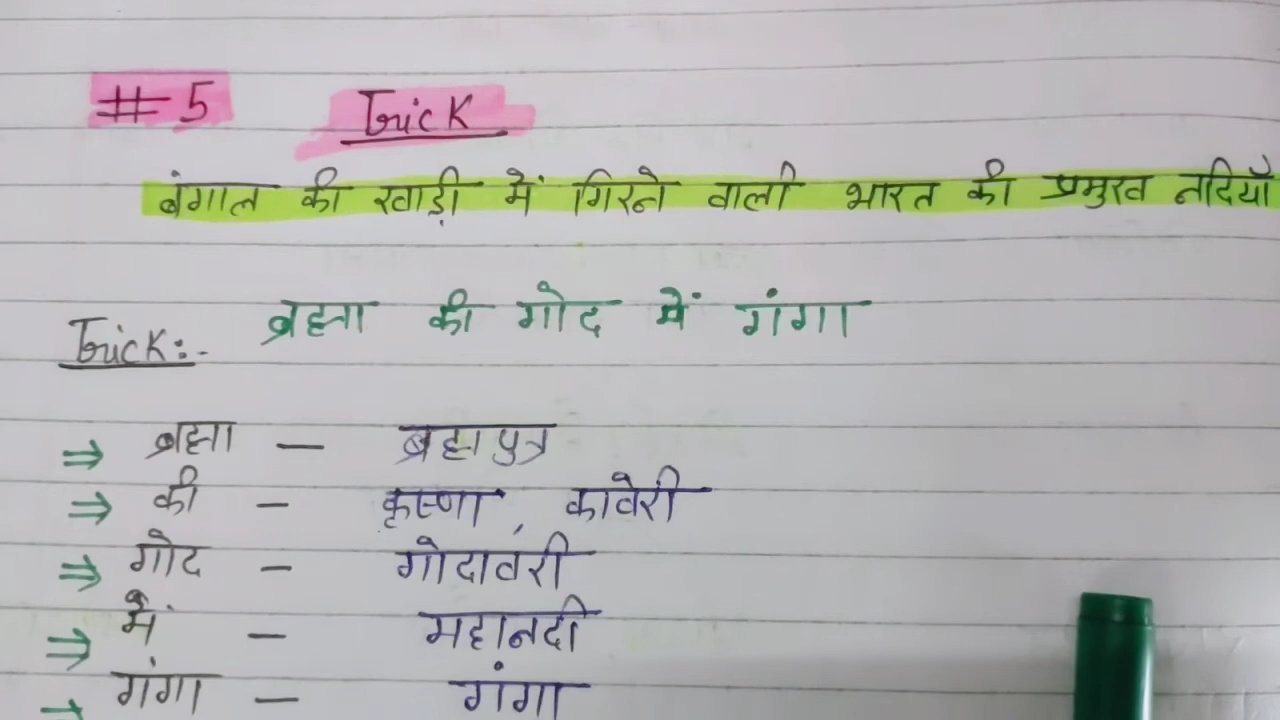 # 5 Trick
बंगाल की खाड़ी में गिरने वाली भारत की प्रमुख नदियाँ
Trick:- ब्रह्मा की गोद में गंगा
⇒ ब्रह्मा — ब्रह्मपुत्र
⇒ की — कृष्णा, कावेरी
⇒ गोद — गोदावरी
⇒ में — महानदी
⇒ गंगा — गंगा